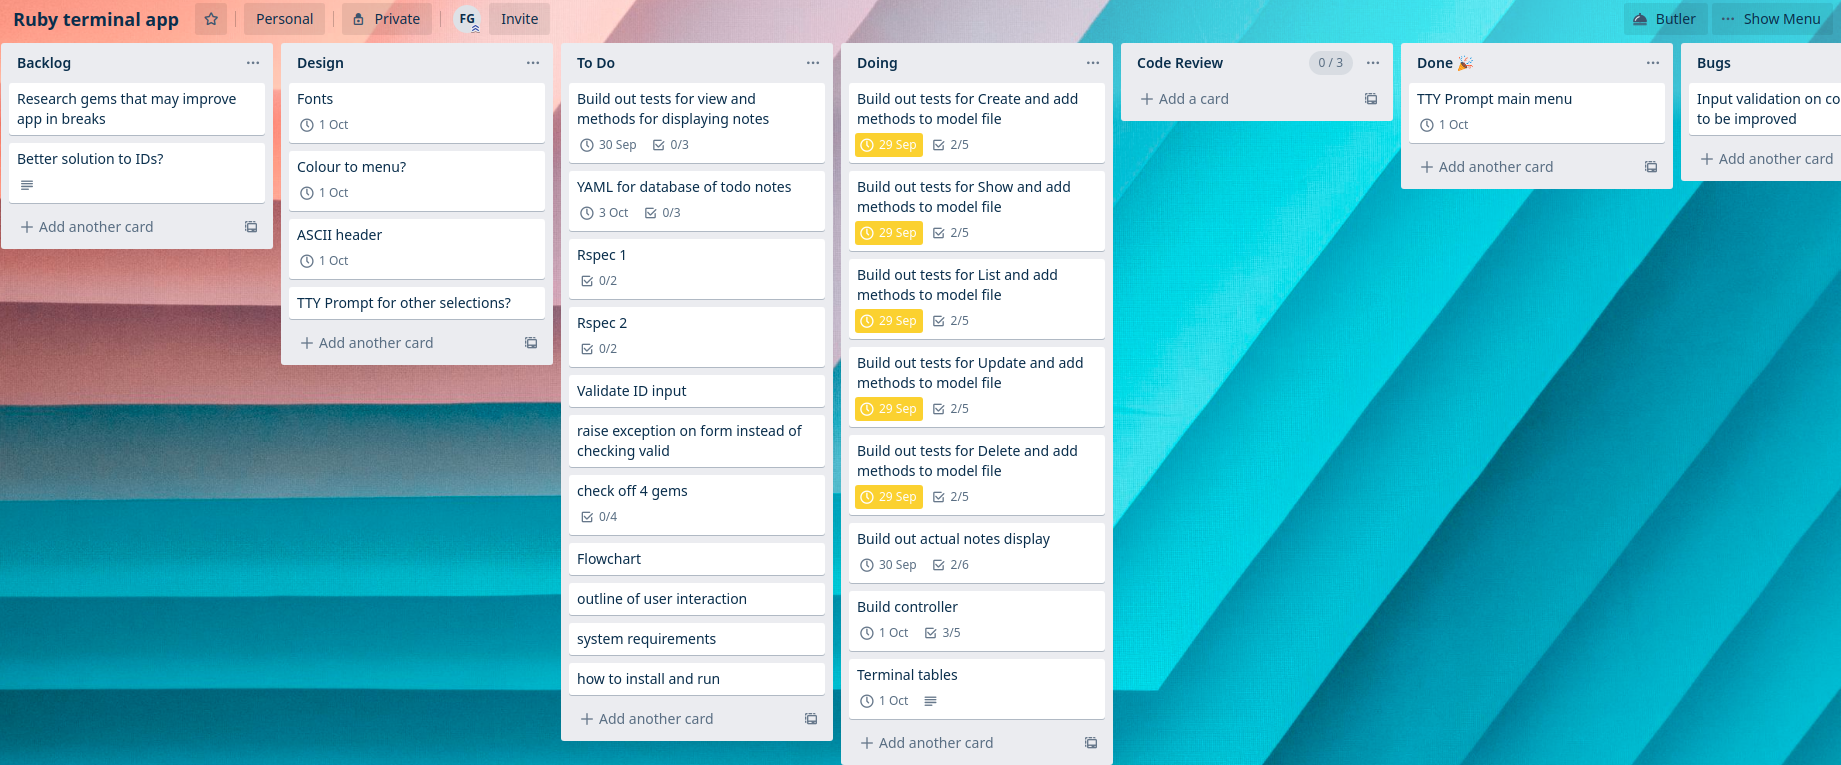 Ruby terminal app
Personal
Private
FG
Invite
Butler
Show Menu
Backlog
Research gems that may improve
app in breaks
Better solution to IDs?
Add another card
Design
Fonts
1 Oct
Colour to menu?
1 Oct
ASCII header
1 Oct
TTY Prompt for other selections?
Add another card
To Do
Build out tests for view and
methods for displaying notes
30 Sep 0/3
YAML for database of todo notes
3 Oct 0/3
Rspec 1
0/2
Rspec 2
0/2
Validate ID input
raise exception on form instead of
checking valid
check off 4 gems
0/4
Flowchart
outline of user interaction
system requirements
how to install and run
Add another card
Doing
Build out tests for Create and add
methods to model file
29 Sep 2/5
Build out tests for Show and add
methods to model file
29 Sep 2/5
Build out tests for List and add
methods to model file
29 Sep 2/5
Build out tests for Update and add
methods to model file
29 Sep 2/5
Build out tests for Delete and add
methods to model file
29 Sep 2/5
Build out actual notes display
30 Sep 2/6
Build controller
1 Oct 3/5
Terminal tables
1 Oct
Add another card
Code Review 0 / 3
Add a card
Done 🎉
TTY Prompt main menu
1 Oct
Add another card
Bugs
Input validation on co
to be improved
Add another card